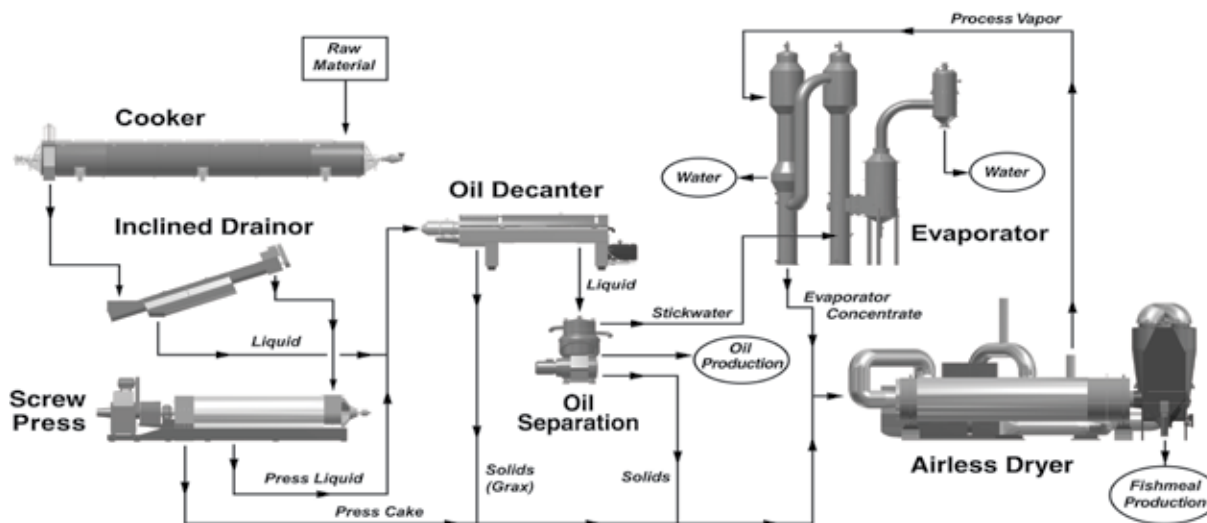 Process Vapor
Raw
Material
Cooker
Water
Water
Oil Decanter
Inclined Drainor
Evaporator
Liquid
Evaporator
Concentrate
Stickwater
Liquid
Oil
Production
Screw
Press
Oil
Separation
Airless Dryer
Press Liquid
Solids
(Grax)
Solids
Fishmeal
Production
Press Cake